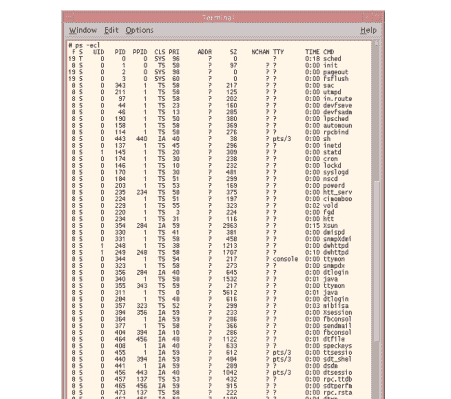 Terminal
Window Edit Options Help
# ps -ecl
F S UID PID PPID CLS PRI ADDR SZ WCHAN TTY TIME CMD
19 T 0 0 0 SYS 96 ? 0 ? 0:18 sched
8 S 0 1 0 TS 58 ? 97 ? ? 0:00 init
19 S 0 2 0 SYS 98 ? 0 ? ? 0:00 pageout
19 S 0 3 0 SYS 60 ? 0 ? ? 0:00 fsflush
8 S 0 343 1 TS 58 ? 217 ? ? 0:00 sac
8 S 0 211 1 TS 58 ? 125 ? ? 0:00 utmpd
8 S 0 97 1 TS 58 ? 202 ? ? 0:00 in.route
8 S 0 44 1 TS 23 ? 160 ? ? 0:00 devfseve
8 S 0 46 1 TS 13 ? 285 ? ? 0:00 devfsadm
8 S 0 190 1 TS 50 ? 380 ? ? 0:00 lpsched
8 S 0 158 1 TS 58 ? 369 ? ? 0:00 automoun
8 S 0 114 1 TS 58 ? 276 ? ? 0:00 rpcbind
8 S 0 443 440 IA 40 ? 38 ? pts/3 0:00 sh
8 S 0 137 1 TS 45 ? 296 ? ? 0:00 inetd
8 S 1 145 1 TS 20 ? 309 ? ? 0:00 statd
8 S 0 174 1 TS 30 ? 238 ? ? 0:00 cron
8 S 0 146 1 TS 10 ? 232 ? ? 0:00 lockd
8 S 0 170 1 TS 30 ? 481 ? ? 0:00 syslogd
8 S 0 184 1 TS 51 ? 299 ? ? 0:00 nscd
8 S 0 203 1 TS 53 ? 169 ? ? 0:00 powerd
8 S 0 235 234 TS 58 ? 375 ? ? 0:00 htt_serv
8 S 0 224 1 TS 51 ? 197 ? ? 0:00 cimomboo
8 S 0 229 1 TS 55 ? 323 ? ? 0:02 vold
8 S 0 220 1 TS 3 ? 224 ? ? 0:00
8 S 0 234 1 TS 31 ? 116 ? ? 0:00 htt
8 S 0 354 284 IA 59 ? 2963 ? ? 0:15 Xsun
8 S 0 330 1 TS 41 ? 381 ? ? 0:00 dmispd
8 S 0 331 1 TS 58 ? 458 ? ? 0:00 snmpXdmi
8 S 1 248 1 TS 38 ? 1213 ? ? 0:00 dwhttpd
8 S 1 249 248 TS 58 ? 1707 ? ? 0:10 dwhttpd
8 S 0 344 1 TS 54 ? 217 ? console 0:00 ttymon
8 S 0 323 1 TS 58 ? 273 ? ? 0:00 snmpdx
8 S 0 356 284 IA 40 ? 645 ? ? 0:00 dtlogin
8 S 0 340 1 TS 58 ? 1532 ? ? 0:01 java
8 S 0 355 343 TS 59 ? 217 ? ? 0:00 ttymon
8 S 0 311 1 TS 0 ? 5612 ? ? 0:01 java
8 S 0 284 1 TS 48 ? 616 ? ? 0:00 dtlogin
8 S 0 357 323 TS 52 ? 299 ? ? 0:03 mibiisa
8 S 0 394 356 IA 59 ? 233 ? ? 0:00 Xsession
8 S 0 364 1 IA 59 ? 286 ? ? 0:00 fbconsol
8 S 0 377 1 TS 58 ? 366 ? ? 0:00 sendmail
8 S 0 404 394 IA 59 ? 286 ? ? 0:00 fbconsol
8 S 0 464 456 IA 48 ? 1122 ? ? 0:01 dtfile
8 S 0 408 1 IA 40 ? 633 ? ? 0:00 speckeys
8 S 0 455 1 IA 59 ? 612 ? pts/3 0:00 ttsessio
8 S 0 449 394 IA 59 ? 484 ? pts/3 0:00 sdt_shel
8 S 0 441 1 IA 59 ? 289 ? ? 0:00 dsdm
8 S 0 456 443 IA 40 ? 1042 ? pts/3 0:00 dtsessio
8 S 0 457 137 TS 53 ? 432 ? ? 0:00 rpc.ttdb
8 S 0 465 456 IA 59 ? 915 ? ? 0:00 sdtperfm
8 S 0 473 137 TS 58 ? 222 ? ? 0:00 rpc.rsta